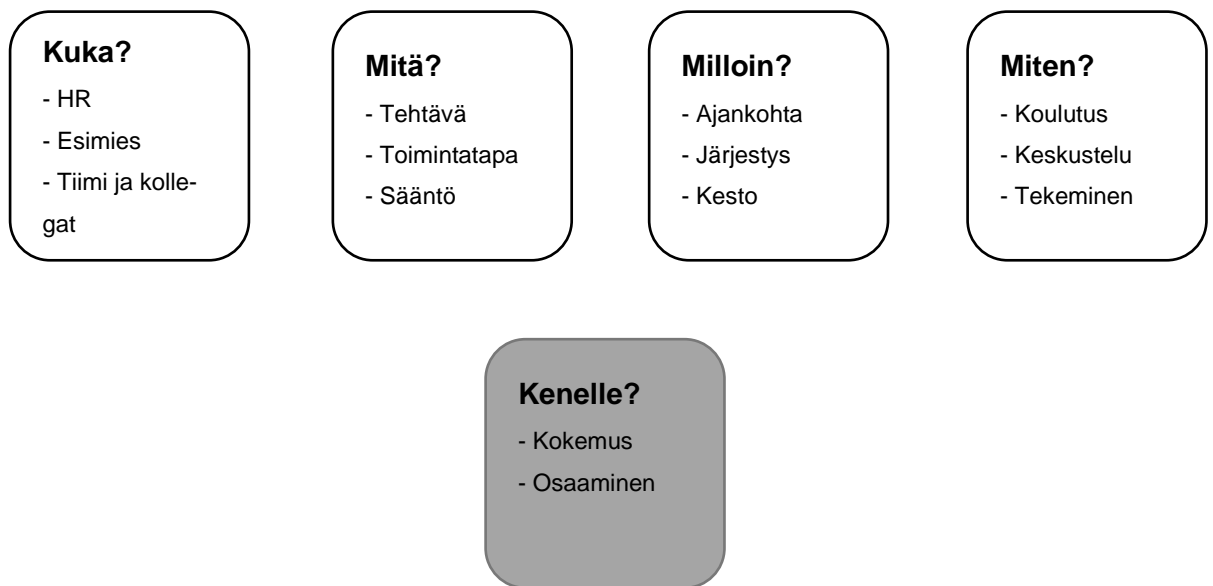 Kuka?
- HR
- Esimies
- Tiimi ja kolle-
gat
Mitä?
- Tehtävä
- Toimintatapa
- Sääntö
Milloin?
- Ajankohta
- Järjestys
- Kesto
Miten?
- Koulutus
- Keskustelu
- Tekeminen
Kenelle?
- Kokemus
- Osaaminen